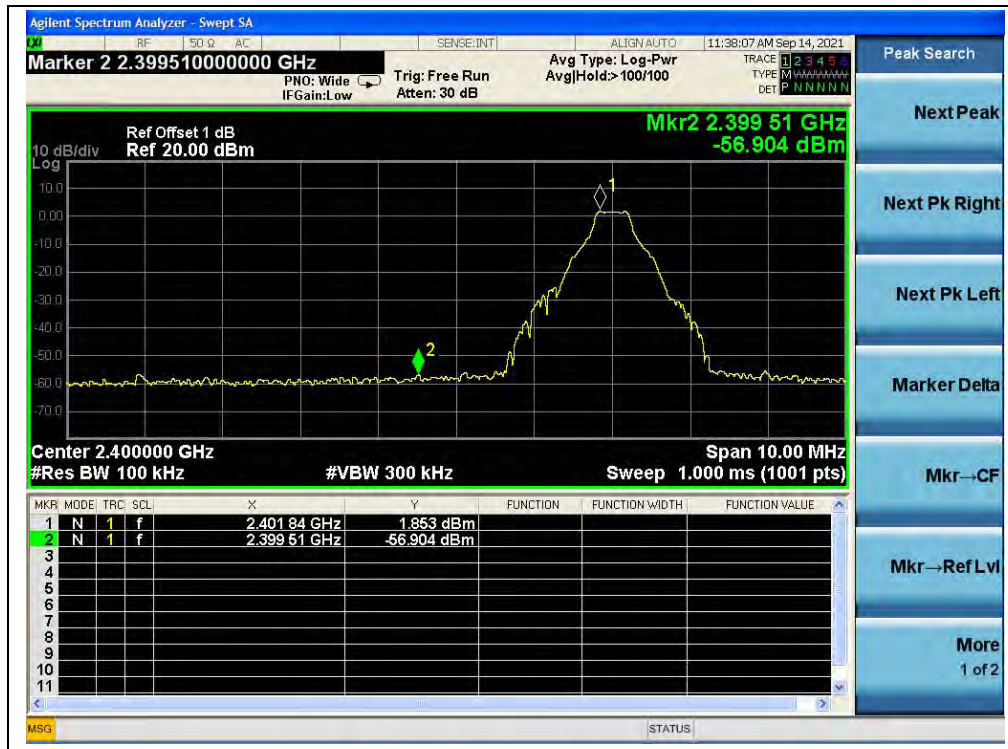 Agilent Spectrum Analyzer - Swept SA
LXI RF 50 Ω AC SENSE:INT ALIGN AUTO 11:38:07 AM Sep 14, 2021
Marker 2 2.399510000000 GHz
PNO: Wide
IFGain:Low
Trig: Free Run
Atten: 30 dB
Avg Type: Log-Pwr
Avg|Hold:>100/100
TRACE 1 2 3 4 5 6
TYPE M
DET P N N N N N
Peak Search
Next Peak
Next Pk Right
Next Pk Left
Marker Delta
Mkr→CF
Mkr→Ref Lvl
More
1 of 2
Mkr2 2.399 51 GHz
-56.904 dBm
Ref Offset 1 dB
10 dB/div Ref 20.00 dBm
Log
10.0
0.00
-10.0
-20.0
-30.0
-40.0
-50.0
-60.0
-70.0
1
2
Center 2.400000 GHz Span 10.00 MHz
#Res BW 100 kHz #VBW 300 kHz Sweep 1.000 ms (1001 pts)
MKR MODE TRC SCL X Y FUNCTION FUNCTION WIDTH FUNCTION VALUE
1 N 1 f 2.401 84 GHz 1.853 dBm
2 N 1 f 2.399 51 GHz -56.904 dBm
3
4
5
6
7
8
9
10
11
MSG STATUS